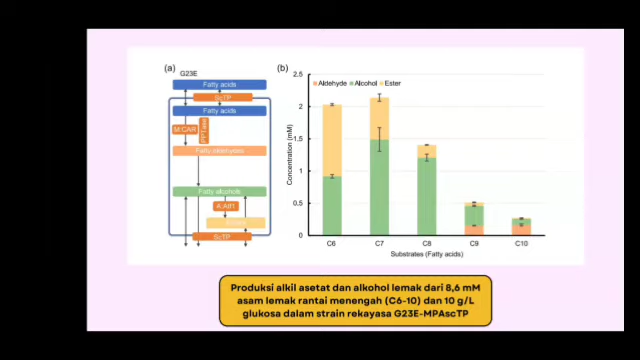 (a)
G23E
Fatty acids
ScTP
Fatty acids
M.CAR
PPTase
Fatty aldehydes
Fatty alcohols
A.Atf1
ScTP
(b)
2.5
Aldehyde Alcohol Ester
2
1.5
1
0.5
0
Concentration (mM)
C6 C7 C8 C9 C10
Substrates (Fatty acids)
Produksi alkil asetat dan alkohol lemak dari 8,6 mM
asam lemak rantai menengah (C6-10) dan 10 g/L
glukosa dalam strain rekayasa G23E-MPAscTP